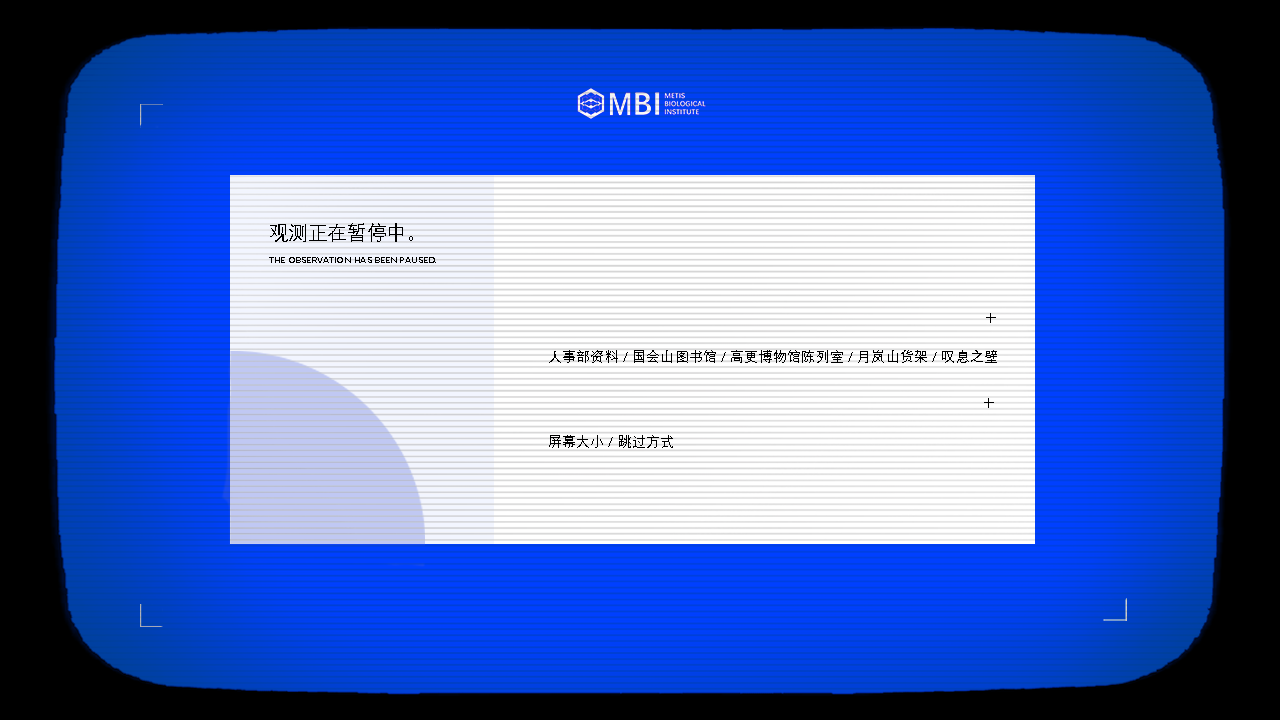 MBI METIS
BIOLOGICAL
INSTITUTE
观测正在暂停中。
THE OBSERVATION HAS BEEN PAUSED.
+
人事部资料 / 国会山图书馆 / 高更博物馆陈列室 / 月岚山货架 / 叹息之壁
+
屏幕大小 / 跳过方式